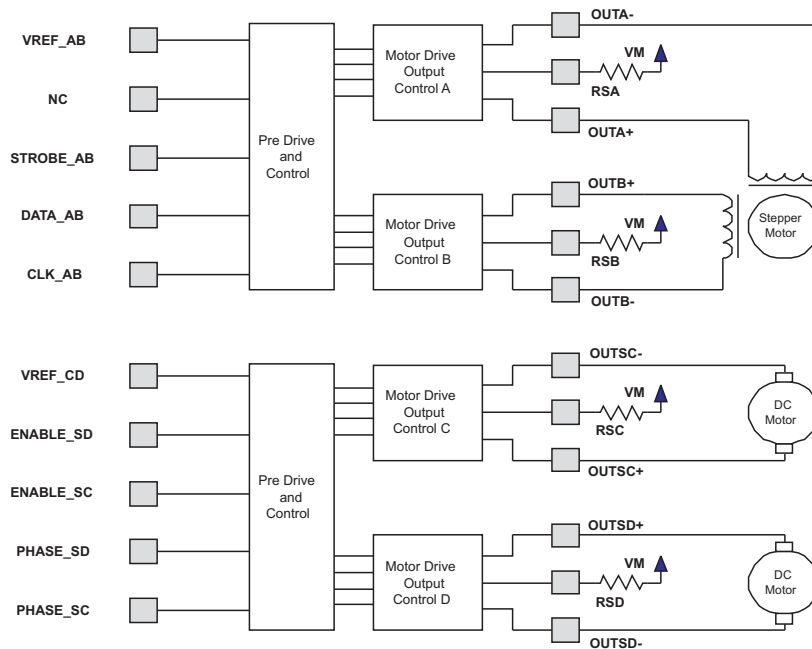 VREF_AB
NC
STROBE_AB
DATA_AB
CLK_AB
Pre Drive
and
Control
Motor Drive
Output
Control A
OUTA-
VM
RSA
OUTA+
Motor Drive
Output
Control B
OUTB+
VM
RSB
OUTB-
Stepper
Motor
VREF_CD
ENABLE_SD
ENABLE_SC
PHASE_SD
PHASE_SC
Pre Drive
and
Control
Motor Drive
Output
Control C
OUTSC-
VM
RSC
OUTSC+
DC
Motor
Motor Drive
Output
Control D
OUTSD+
VM
RSD
OUTSD-
DC
Motor